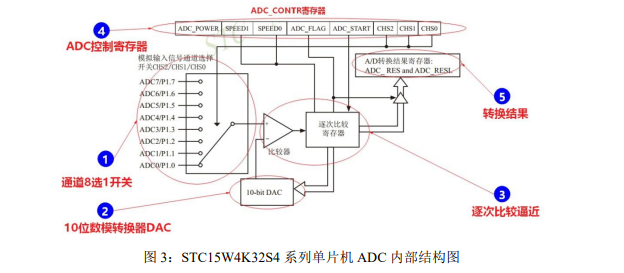 ADC_CONTR寄存器
ADC_POWER SPEED1 SPEED0 ADC_FLAG ADC_START CHS2 CHS1 CHS0
4
ADC控制寄存器
模拟输入信号通道选择
开关CHS2/CHS1/CHS0
ADC7/P1.7
ADC6/P1.6
ADC5/P1.5
ADC4/P1.4
ADC3/P1.3
ADC2/P1.2
ADC1/P1.1
ADC0/P1.0
1
通道8选1开关
A/D转换结果寄存器:
ADC_RES and ADC_RESL
5
转换结果
+
-
比较器
逐次比较
寄存器
3
逐次比较逼近
10-bit DAC
2
10位数模转换器DAC
图 3：STC15W4K32S4 系列单片机 ADC 内部结构图